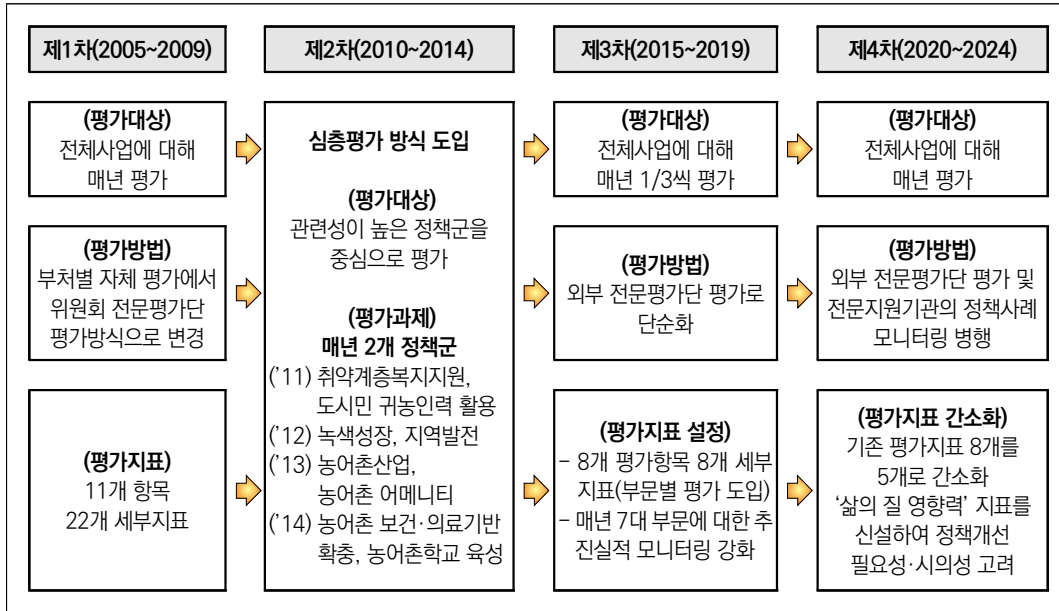 제1차(2005~2009)
제2차(2010~2014)
제3차(2015~2019)
제4차(2020~2024)
(평가대상)
전체사업에 대해
매년 평가
(평가방법)
부처별 자체 평가에서
위원회 전문평가단
평가방식으로 변경
(평가지표)
11개 항목
22개 세부지표
심층평가 방식 도입
(평가대상)
관련성이 높은 정책군을
중심으로 평가
(평가과제)
매년 2개 정책군
('11) 취약계층복지지원,
도시민 귀농인력 활용
('12) 녹색성장, 지역발전
('13) 농어촌산업,
농어촌 어메니티
('14) 농어촌 보건·의료기반
확충, 농어촌학교 육성
(평가대상)
전체사업에 대해
매년 1/3씩 평가
(평가방법)
외부 전문평가단 평가로
단순화
(평가지표 설정)
- 8개 평가항목 8개 세부
지표(부문별 평가 도입)
- 매년 7대 부문에 대한 추
진실적 모니터링 강화
(평가대상)
전체사업에 대해
매년 평가
(평가방법)
외부 전문평가단 평가 및
전문지원기관의 정책사례
모니터링 병행
(평가지표 간소화)
기존 평가지표 8개를
5개로 간소화
'삶의 질 영향력' 지표를
신설하여 정책개선
필요성·시의성 고려